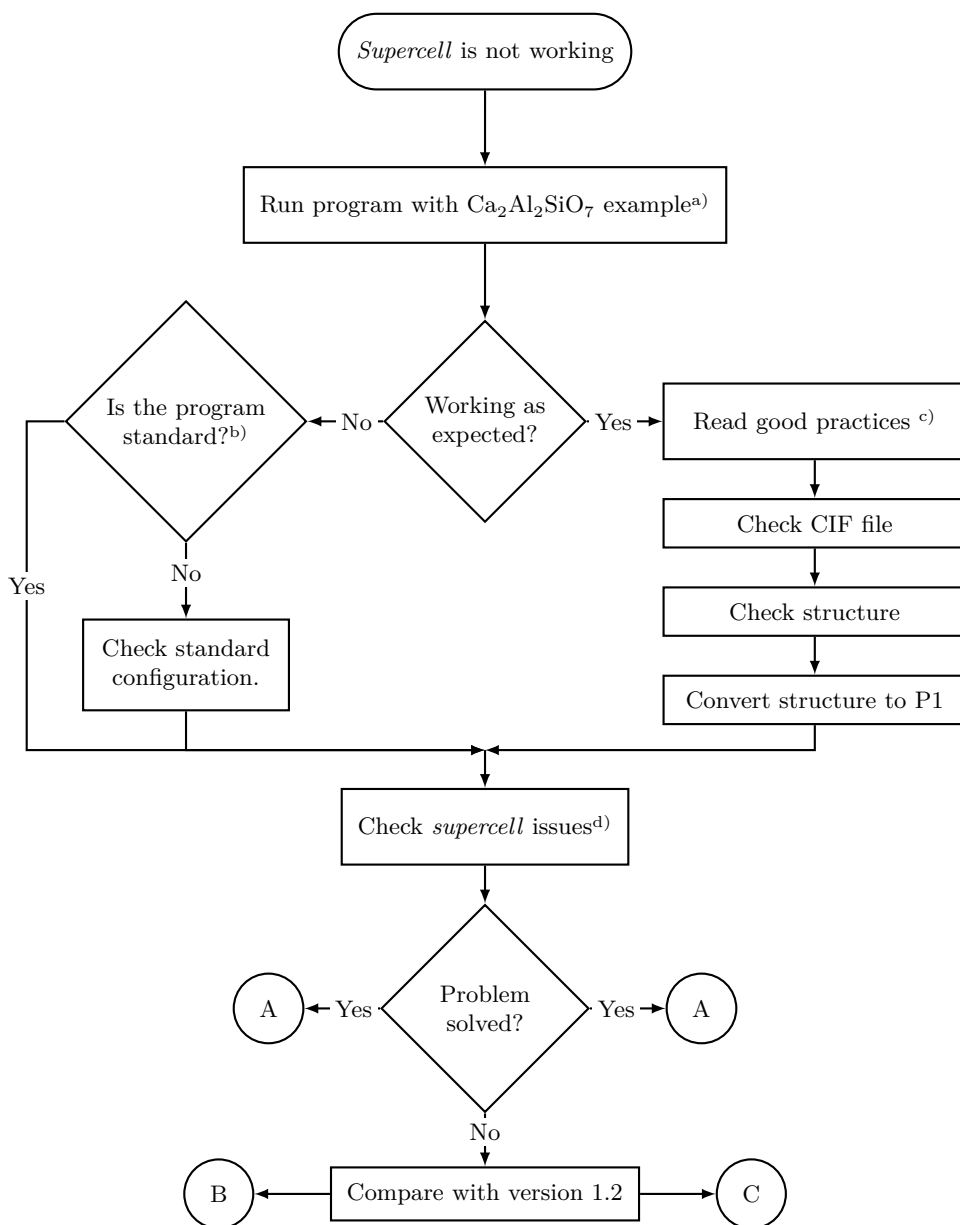 Supercell is not working
Run program with Ca₂Al₂SiO₇ exampleᵃ⁾
Is the program
standard?ᵇ⁾
No
Working as
expected?
Yes
Read good practices ᶜ⁾
Check CIF file
Yes
No
Check structure
Check standard
configuration.
Convert structure to P1
Check supercell issuesᵈ⁾
A
Yes
Problem
solved?
Yes
A
No
B
Compare with version 1.2
C